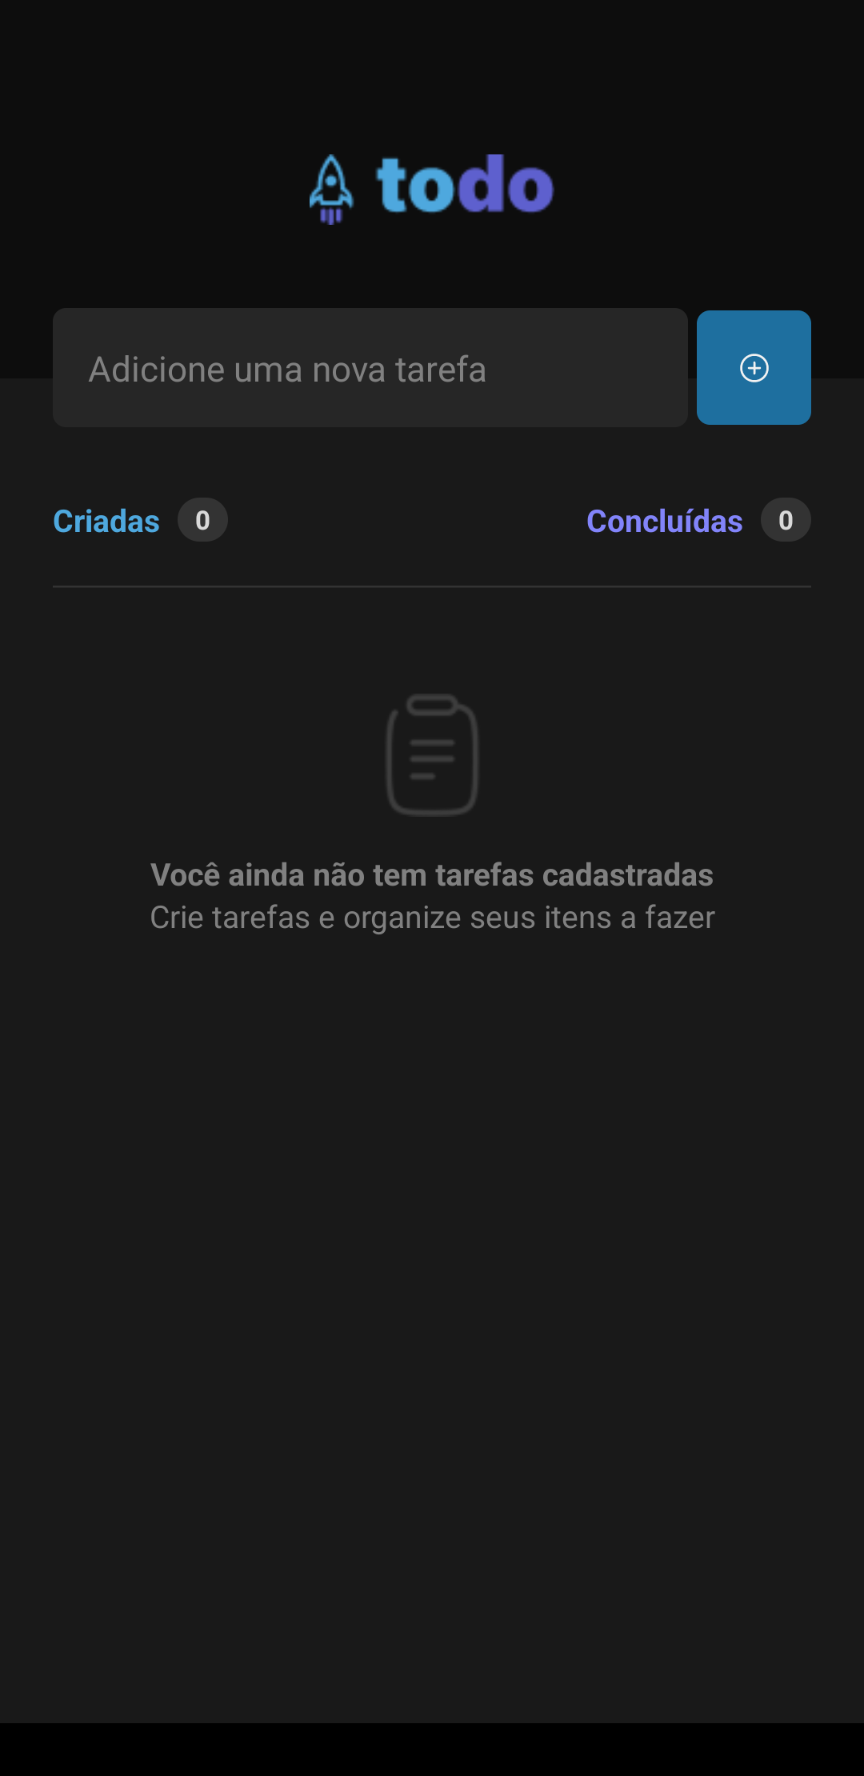 todo
Adicione uma nova tarefa
Criadas 0 Concluídas 0
Você ainda não tem tarefas cadastradas
Crie tarefas e organize seus itens a fazer